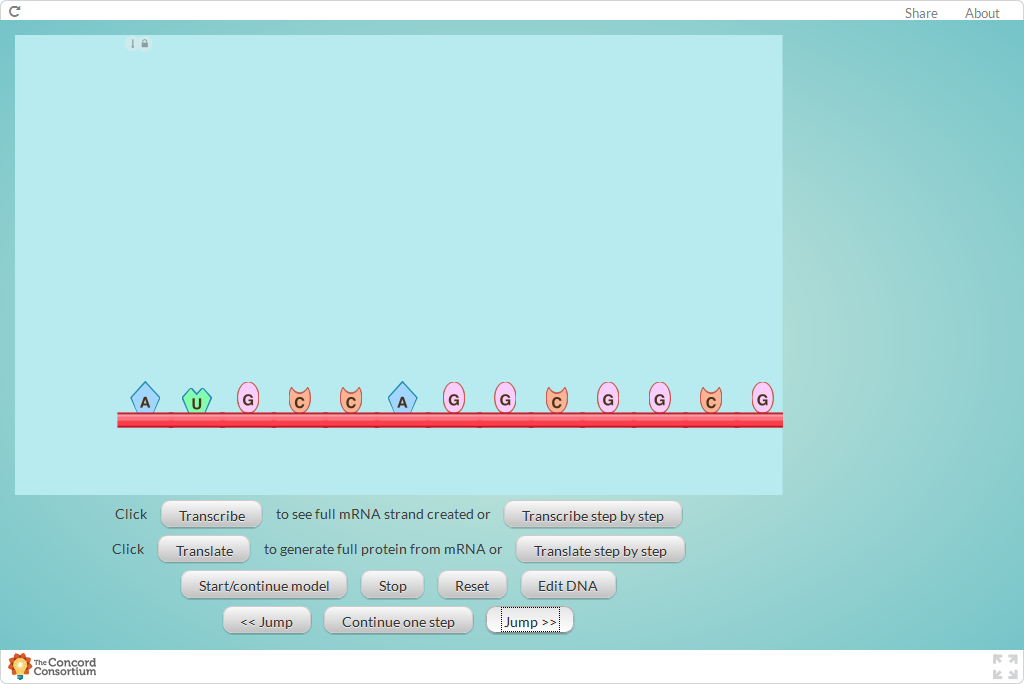 Share About
A U G C C A G G C G G C G
Click Transcribe to see full mRNA strand created or Transcribe step by step
Click Translate to generate full protein from mRNA or Translate step by step
Start/continue model Stop Reset Edit DNA
<< Jump Continue one step Jump >>
The Concord
Consortium